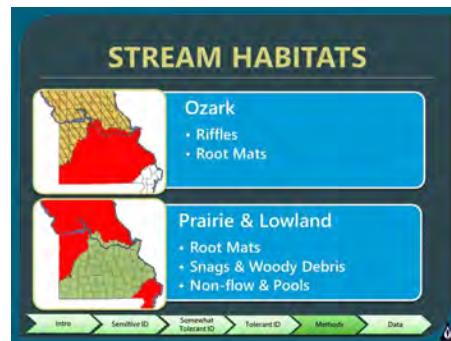 STREAM HABITATS
Ozark
• Riffles
• Root Mats
Prairie & Lowland
• Root Mats
• Snags & Woody Debris
• Non-flow & Pools
Intro
Sensitive ID
Somewhat
Tolerant ID
Tolerant ID
Methods
Data